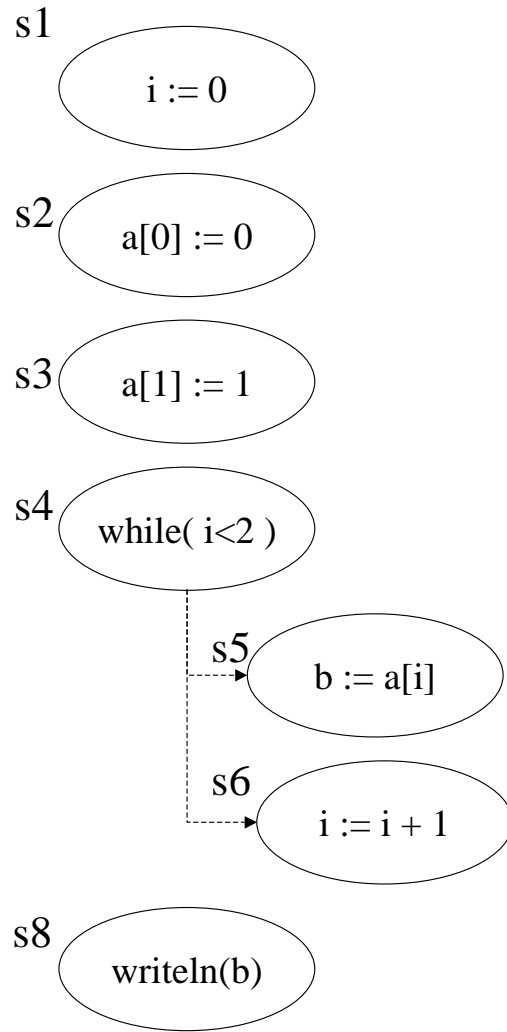 s1
i := 0
s2
a[0] := 0
s3
a[1] := 1
s4
while( i<2 )
s5
b := a[i]
s6
i := i + 1
s8
writeln(b)